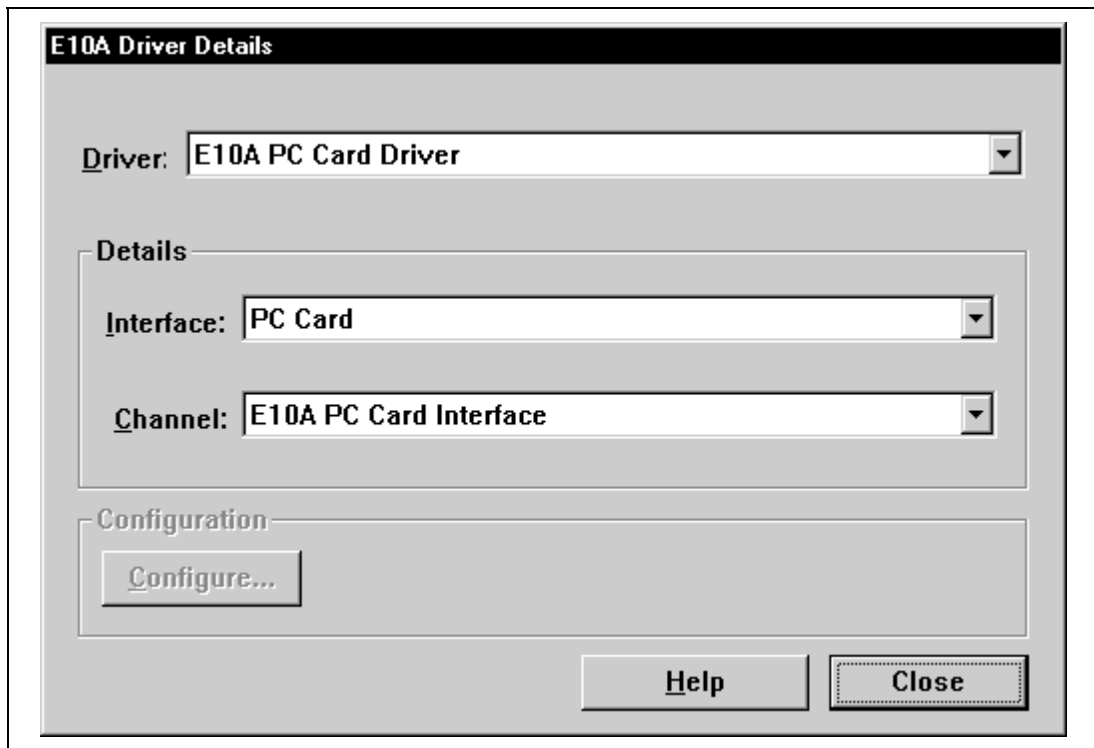 E10A Driver Details
Driver: E10A PC Card Driver
Details
Interface: PC Card
Channel: E10A PC Card Interface
Configuration
Configure...
Help Close